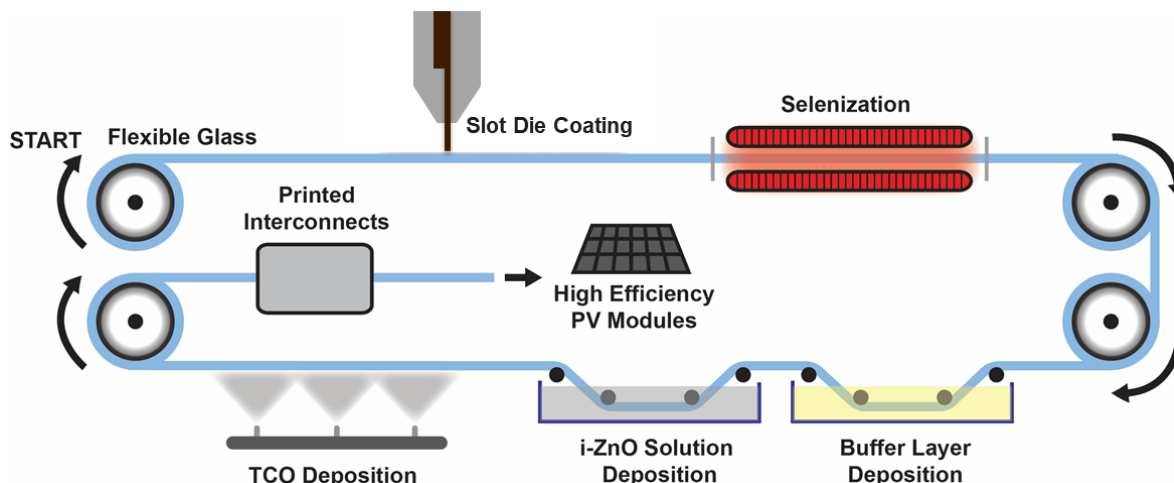 START
Flexible Glass
Slot Die Coating
Selenization
Printed
Interconnects
High Efficiency
PV Modules
TCO Deposition
i-ZnO Solution
Deposition
Buffer Layer
Deposition